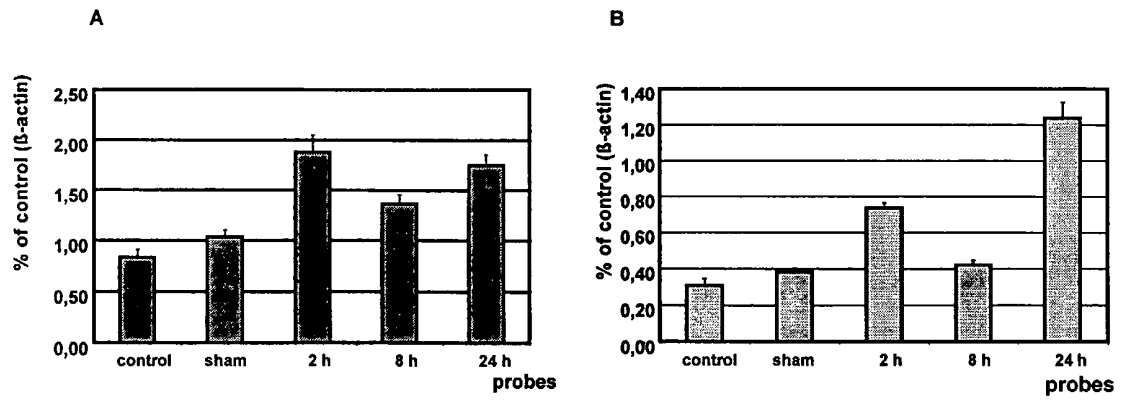 A
% of control (ß-actin)
2,50
2,00
1,50
1,00
0,50
0,00
control sham 2 h 8 h 24 h
probes
B
% of control (ß-actin)
1,40
1,20
1,00
0,80
0,60
0,40
0,20
0,00
control sham 2 h 8 h 24 h
probes